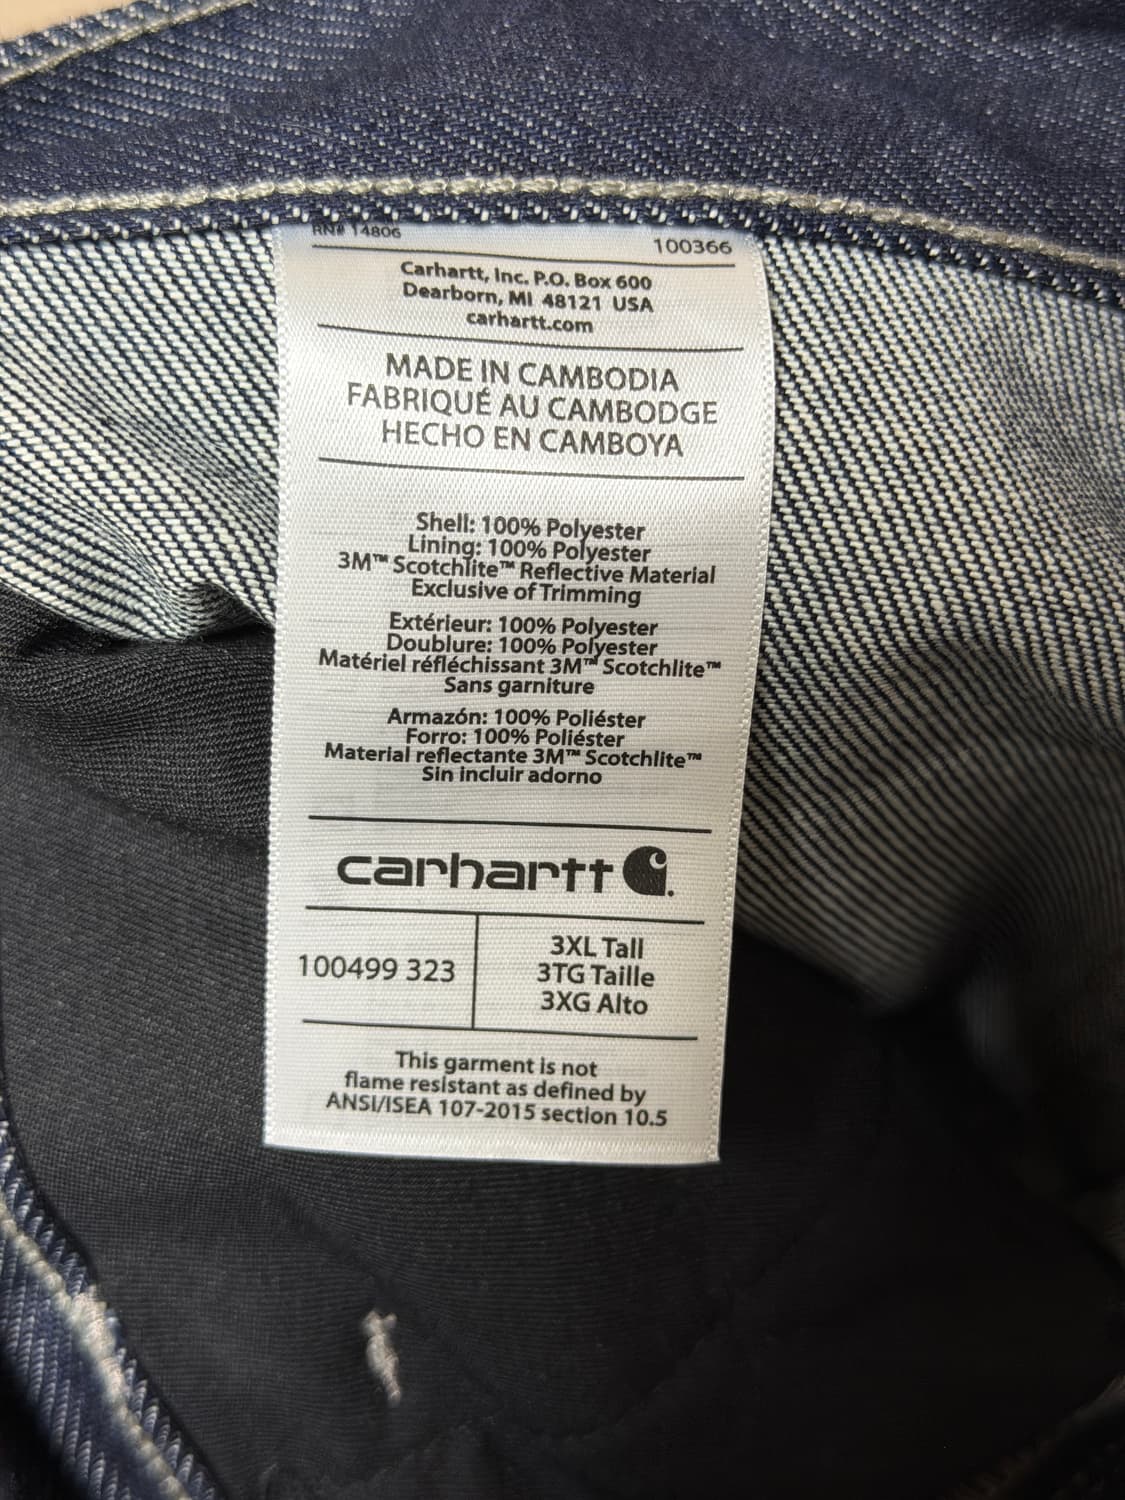 RN# 14806
100366
Carhartt, Inc. P.O. Box 600
Dearborn, MI 48121 USA
carhartt.com
MADE IN CAMBODIA
FABRIQUÉ AU CAMBODGE
HECHO EN CAMBOYA
Shell: 100% Polyester
Lining: 100% Polyester
3M™ Scotchlite™ Reflective Material
Exclusive of Trimming
Extérieur: 100% Polyester
Doublure: 100% Polyester
Matériel réfléchissant 3M™ Scotchlite™
Sans garniture
Armazón: 100% Poliéster
Forro: 100% Poliéster
Material reflectante 3M™ Scotchlite™
Sin incluir adorno
carhartt
100499 323
3XL Tall
3TG Taille
3XG Alto
This garment is not
flame resistant as defined by
ANSI/ISEA 107-2015 section 10.5